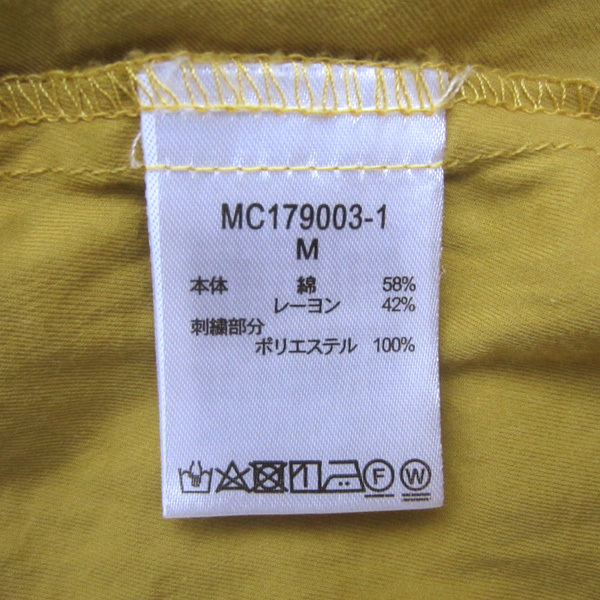 MC179003-1
M
本体 綿 58%
レーヨン 42%
刺繍部分
ポリエステル 100%
F W